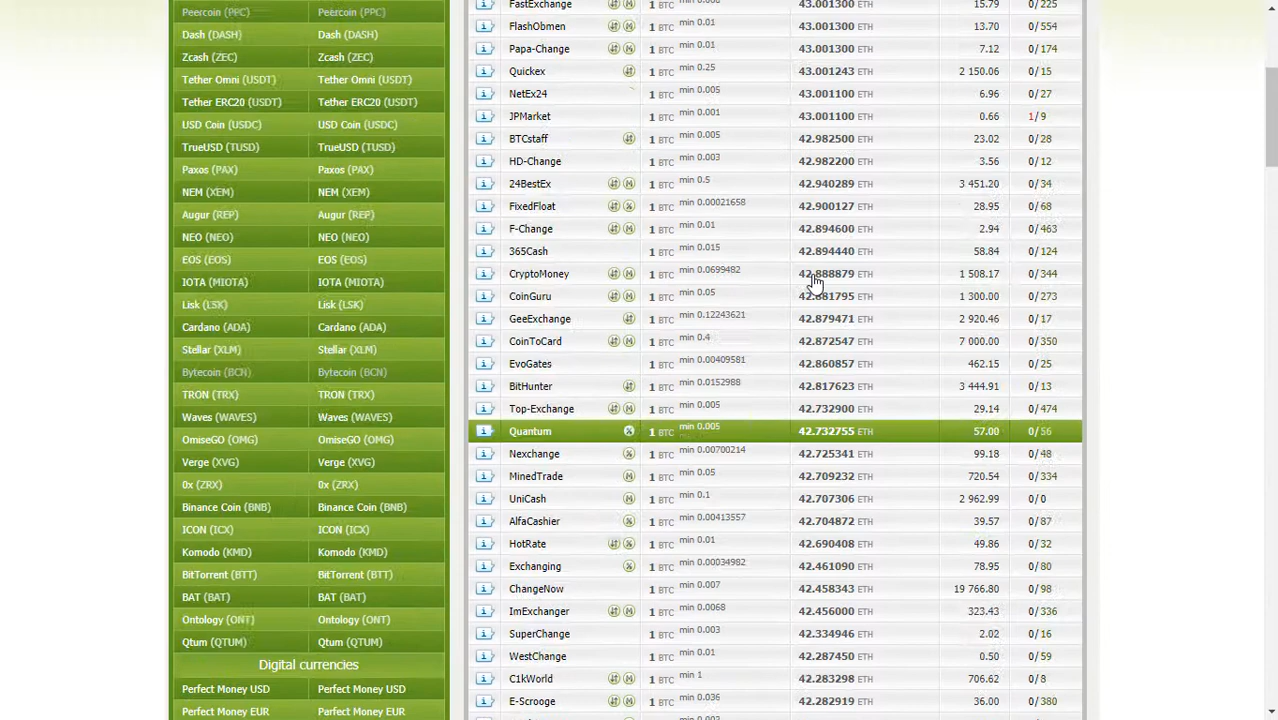 Peercoin (PPC) Peercoin (PPC)
Dash (DASH) Dash (DASH)
Zcash (ZEC) Zcash (ZEC)
Tether Omni (USDT) Tether Omni (USDT)
Tether ERC20 (USDT) Tether ERC20 (USDT)
USD Coin (USDC) USD Coin (USDC)
TrueUSD (TUSD) TrueUSD (TUSD)
Paxos (PAX) Paxos (PAX)
NEM (XEM) NEM (XEM)
Augur (REP) Augur (REP)
NEO (NEO) NEO (NEO)
EOS (EOS) EOS (EOS)
IOTA (MIOTA) IOTA (MIOTA)
Lisk (LSK) Lisk (LSK)
Cardano (ADA) Cardano (ADA)
Stellar (XLM) Stellar (XLM)
Bytecoin (BCN) Bytecoin (BCN)
TRON (TRX) TRON (TRX)
Waves (WAVES) Waves (WAVES)
OmiseGO (OMG) OmiseGO (OMG)
Verge (XVG) Verge (XVG)
0x (ZRX) 0x (ZRX)
Binance Coin (BNB) Binance Coin (BNB)
ICON (ICX) ICON (ICX)
Komodo (KMD) Komodo (KMD)
BitTorrent (BTT) BitTorrent (BTT)
BAT (BAT) BAT (BAT)
Ontology (ONT) Ontology (ONT)
Qtum (QTUM) Qtum (QTUM)
Digital currencies
Perfect Money USD Perfect Money USD
Perfect Money EUR Perfect Money EUR
FastExchange 1 BTC 43.001300 ETH 15.79 0/225
FlashObmen 1 BTC min 0.01 43.001300 ETH 13.70 0/554
Papa-Change 1 BTC min 0.01 43.001300 ETH 7.12 0/174
Quickex 1 BTC min 0.25 43.001243 ETH 2 150.06 0/15
NetEx24 1 BTC min 0.005 43.001100 ETH 6.96 0/27
JPMarket 1 BTC min 0.001 43.001100 ETH 0.66 1/9
BTCstaff 1 BTC min 0.005 42.982500 ETH 23.02 0/28
HD-Change 1 BTC min 0.003 42.982200 ETH 3.56 0/12
24BestEx 1 BTC min 0.5 42.940289 ETH 3 451.20 0/34
FixedFloat 1 BTC min 0.00021658 42.900127 ETH 28.95 0/68
F-Change 1 BTC min 0.01 42.894600 ETH 2.94 0/463
365Cash 1 BTC min 0.015 42.894440 ETH 58.84 0/124
CryptoMoney 1 BTC min 0.0699482 42.888879 ETH 1 508.17 0/344
CoinGuru 1 BTC min 0.05 42.881795 ETH 1 300.00 0/273
GeeExchange 1 BTC min 0.12243621 42.879471 ETH 2 920.46 0/17
CoinToCard 1 BTC min 0.4 42.872547 ETH 7 000.00 0/350
EvoGates 1 BTC min 0.00409581 42.860857 ETH 462.15 0/25
BitHunter 1 BTC min 0.0152988 42.817623 ETH 3 444.91 0/13
Top-Exchange 1 BTC min 0.005 42.732900 ETH 29.14 0/474
Quantum 1 BTC min 0.005 42.732755 ETH 57.00 0/56
Nexchange 1 BTC min 0.00700214 42.725341 ETH 99.18 0/48
MinedTrade 1 BTC min 0.05 42.709232 ETH 720.54 0/334
UniCash 1 BTC min 0.1 42.707306 ETH 2 962.99 0/0
AlfaCashier 1 BTC min 0.00413557 42.704872 ETH 39.57 0/87
HotRate 1 BTC min 0.01 42.690408 ETH 49.86 0/32
Exchanging 1 BTC min 0.00034982 42.461090 ETH 78.95 0/80
ChangeNow 1 BTC min 0.007 42.458343 ETH 19 766.80 0/98
ImExchanger 1 BTC min 0.0068 42.456000 ETH 323.43 0/336
SuperChange 1 BTC min 0.003 42.334946 ETH 2.02 0/16
WestChange 1 BTC min 0.01 42.287450 ETH 0.50 0/59
C1kWorld 1 BTC min 1 42.283298 ETH 706.62 0/8
E-Scrooge 1 BTC min 0.036 42.282919 ETH 36.00 0/380